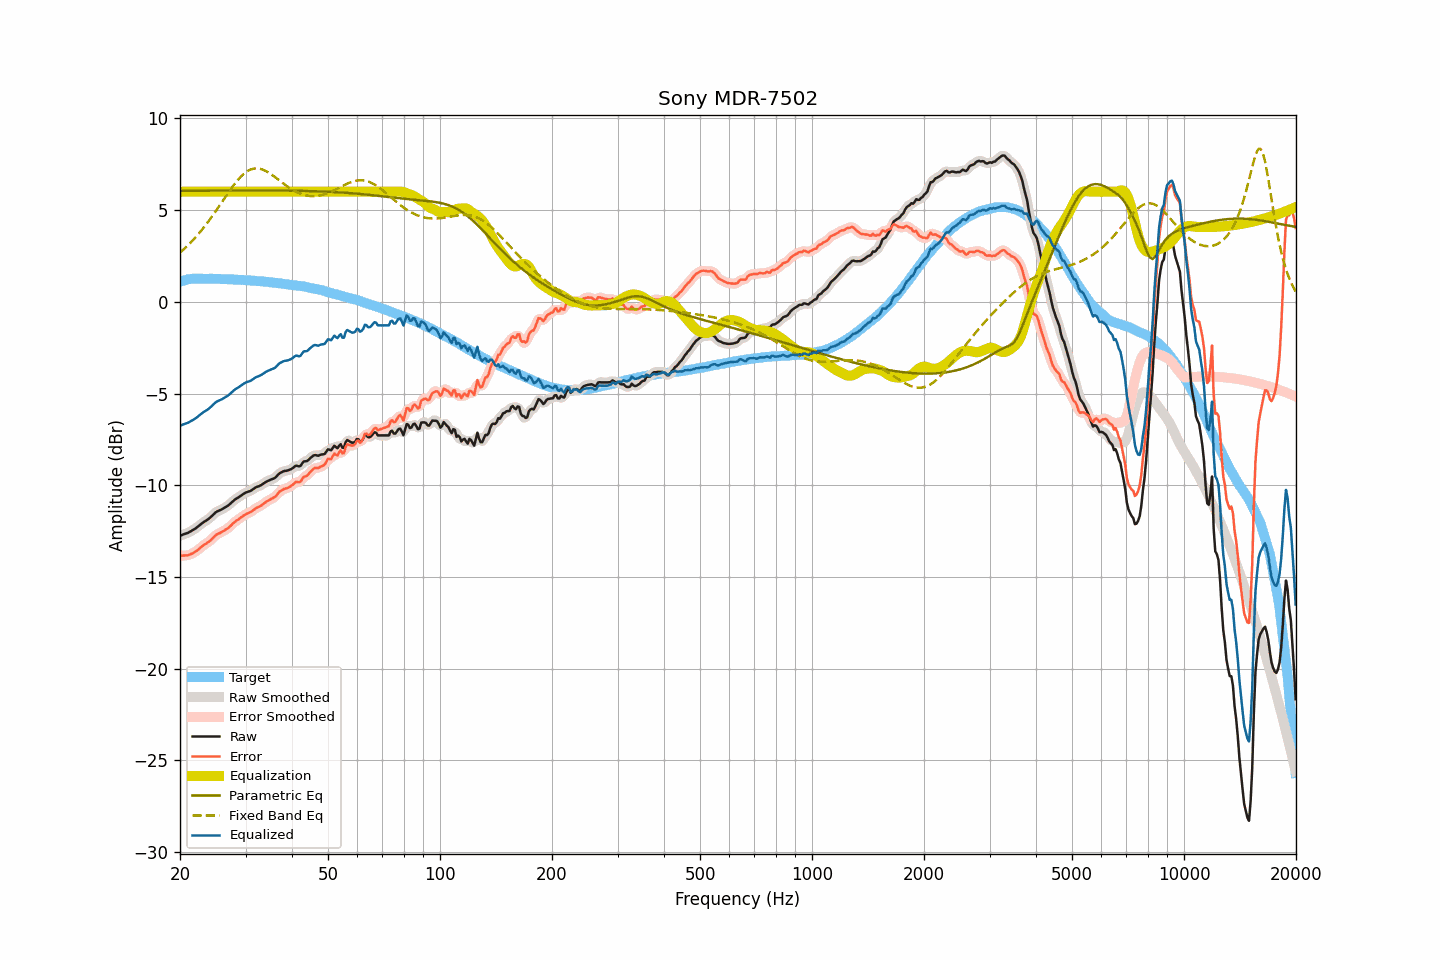 Sony MDR-7502
10
5
0
−5
−10
−15
−20
−25
−30
Amplitude (dBr)
Target
Raw Smoothed
Error Smoothed
Raw
Error
Equalization
Parametric Eq
Fixed Band Eq
Equalized
20 50 100 200 500 1000 2000 5000 10000 20000
Frequency (Hz)